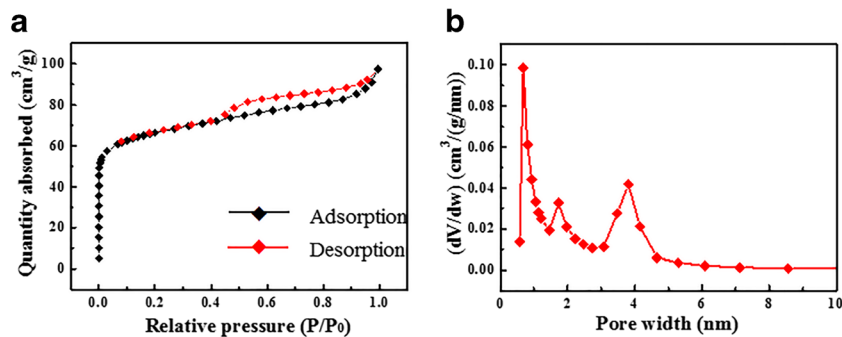 a
Quantity absorbed (cm³/g)
100
80
60
40
20
0
Adsorption
Desorption
0.0 0.2 0.4 0.6 0.8 1.0
Relative pressure (P/P₀)
b
(dV/dw) (cm³/(g/nm))
0.10
0.08
0.06
0.04
0.02
0.00
0 2 4 6 8 10
Pore width (nm)